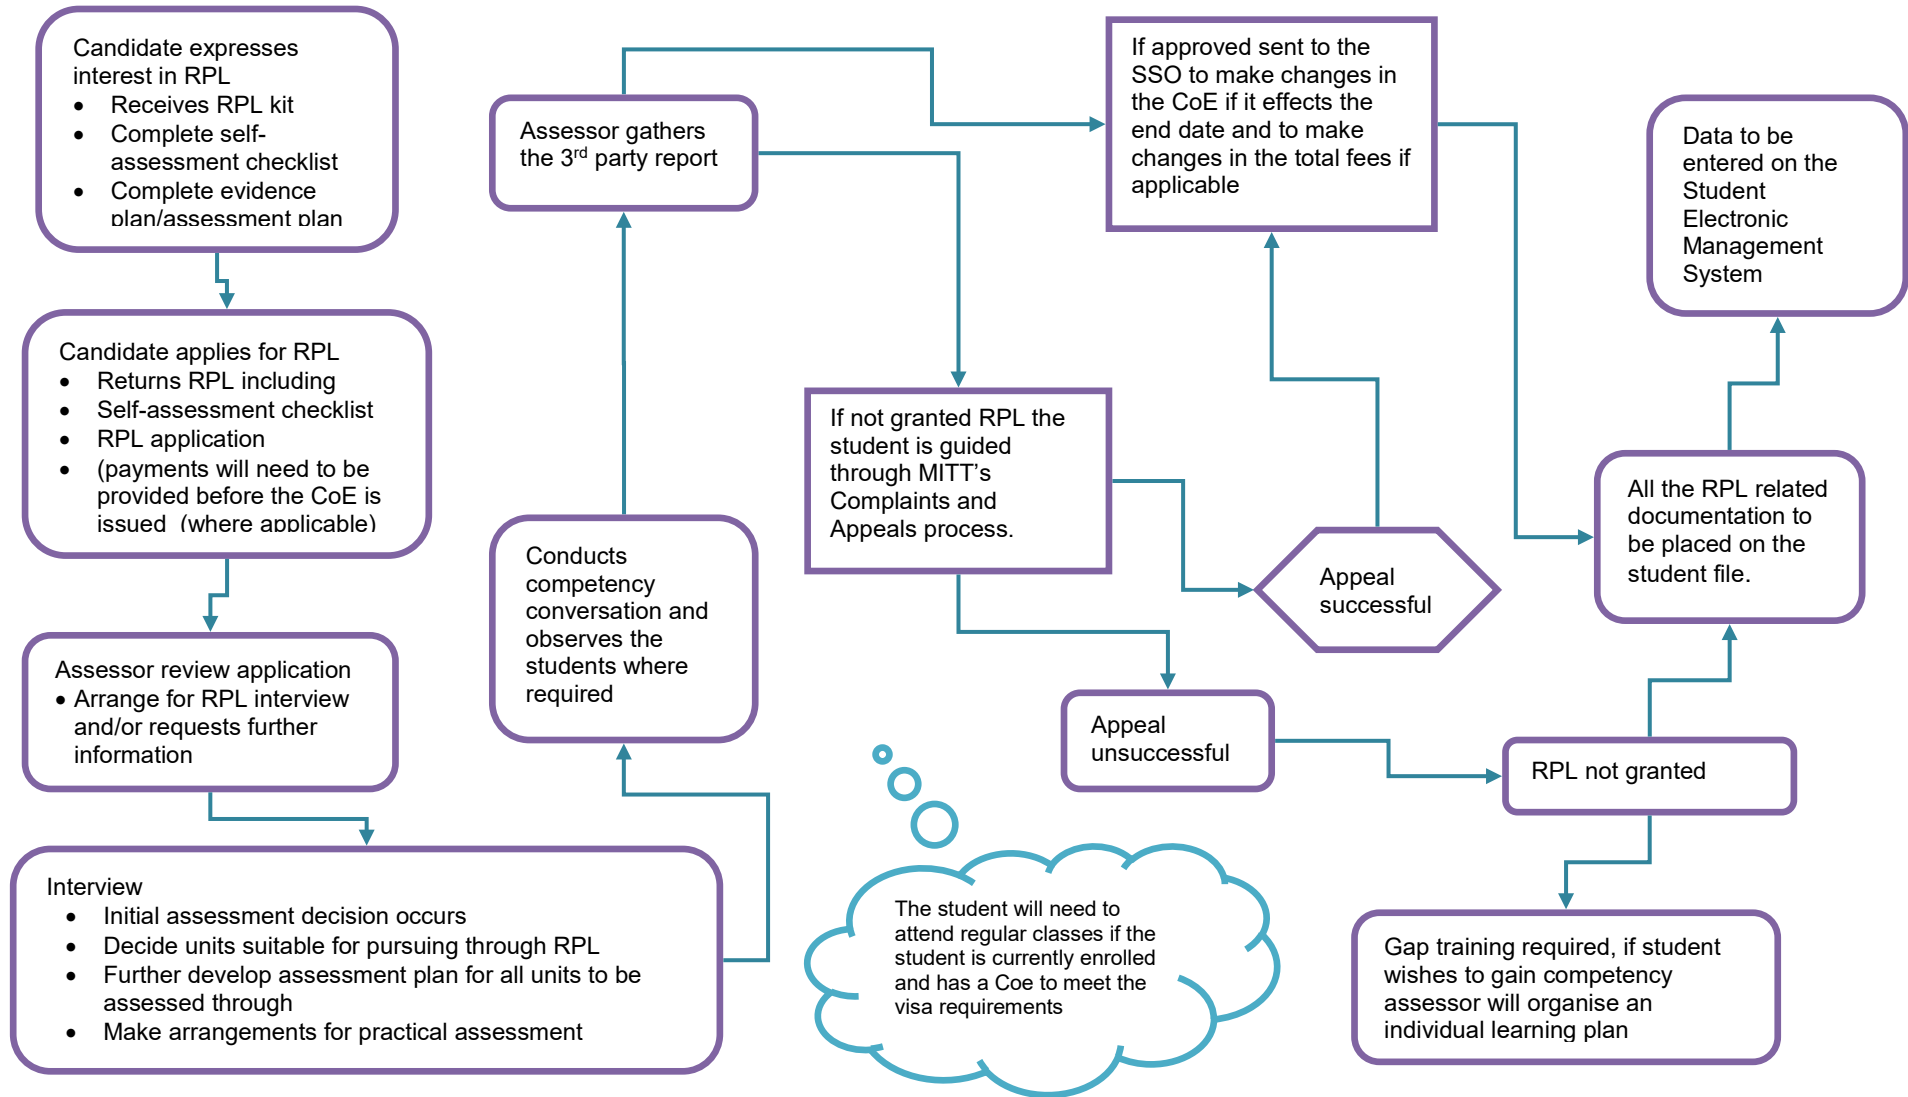 Candidate expresses
interest in RPL
• Receives RPL kit
• Complete self-
assessment checklist
• Complete evidence
plan/assessment plan
Candidate applies for RPL
• Returns RPL including
• Self-assessment checklist
• RPL application
• (payments will need to be
provided before the CoE is
issued (where applicable)
Assessor review application
• Arrange for RPL interview
and/or requests further
information
Interview
• Initial assessment decision occurs
• Decide units suitable for pursuing through RPL
• Further develop assessment plan for all units to be
assessed through
• Make arrangements for practical assessment
Conducts
competency
conversation and
observes the
students where
required
Assessor gathers
the 3rd party report
If approved sent to the
SSO to make changes in
the CoE if it effects the
end date and to make
changes in the total fees if
applicable
If not granted RPL the
student is guided
through MITT’s
Complaints and
Appeals process.
Appeal
successful
Appeal
unsuccessful
RPL not granted
All the RPL related
documentation to
be placed on the
student file.
Data to be
entered on the
Student
Electronic
Management
System
Gap training required, if student
wishes to gain competency
assessor will organise an
individual learning plan
The student will need to
attend regular classes if the
student is currently enrolled
and has a Coe to meet the
visa requirements